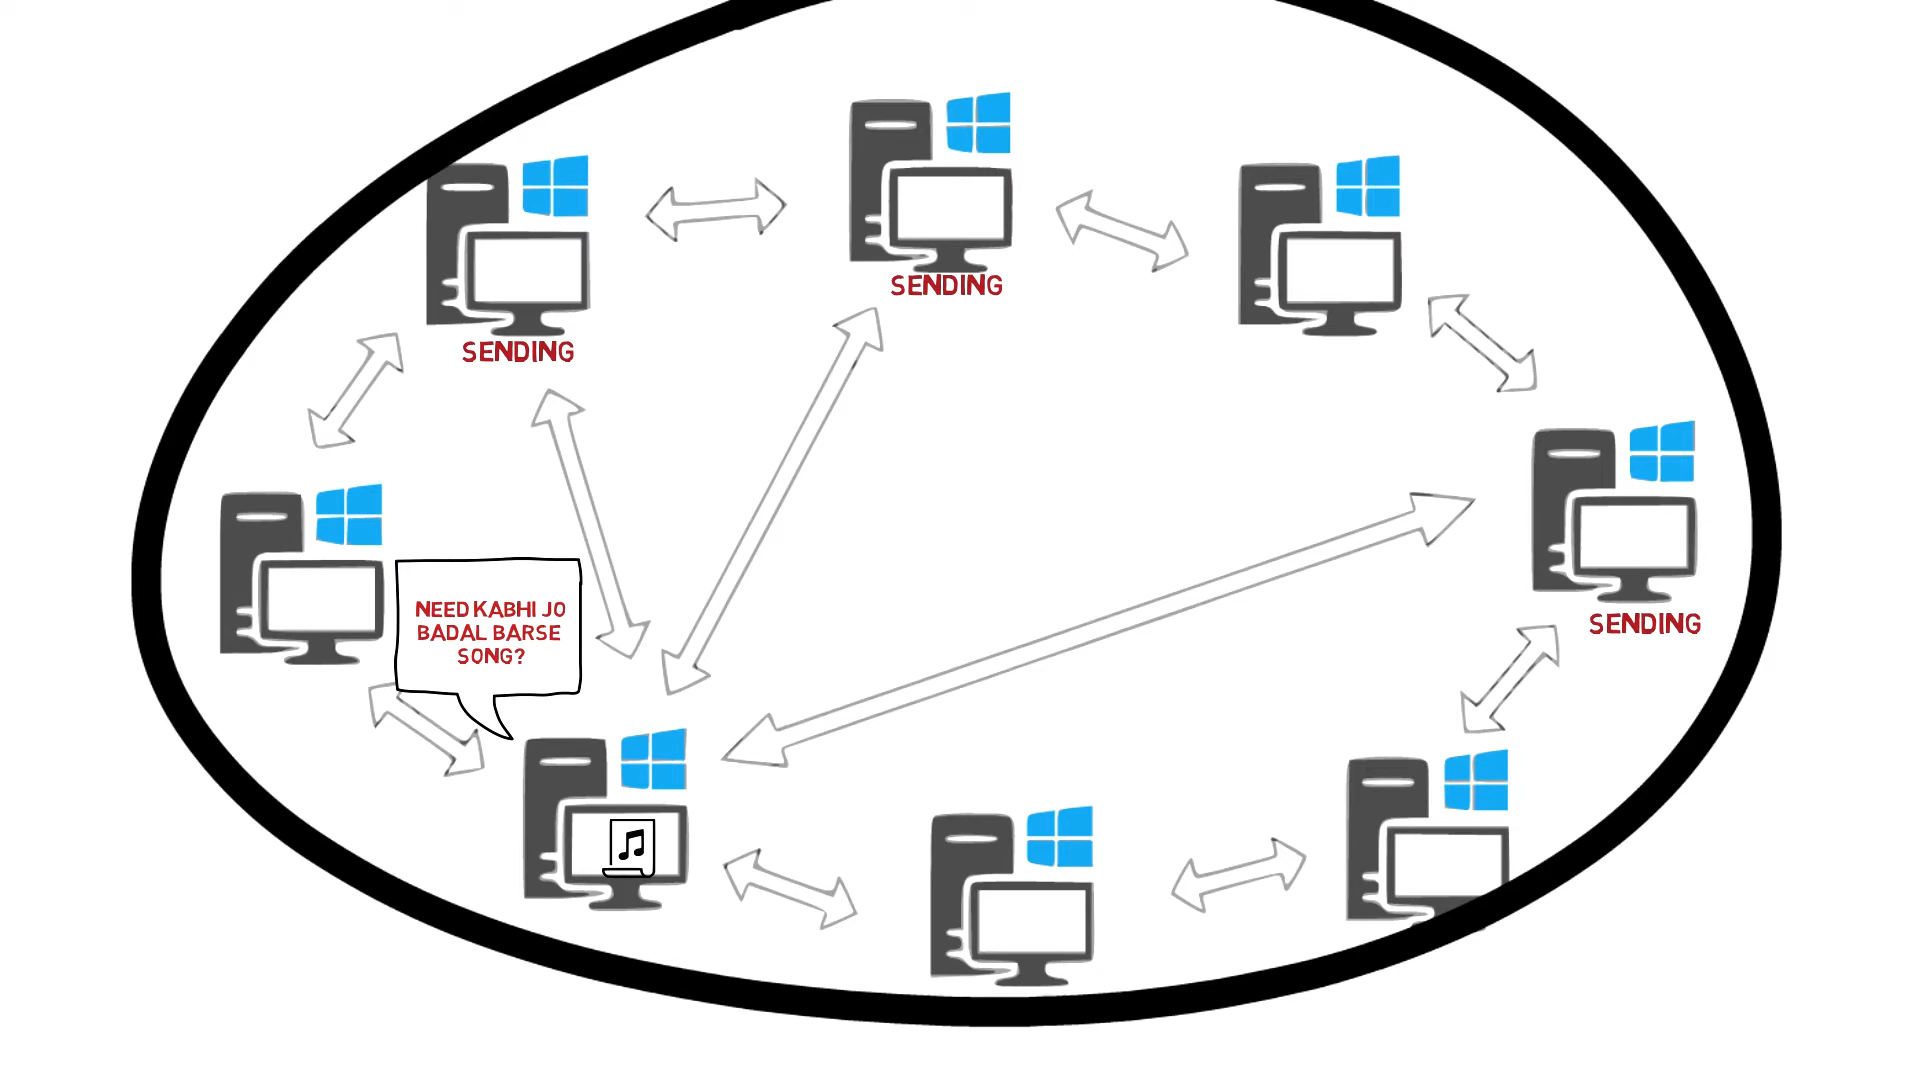 SENDING
SENDING
SENDING
NEED KABHI JO
BADAL BARSE
SONG?